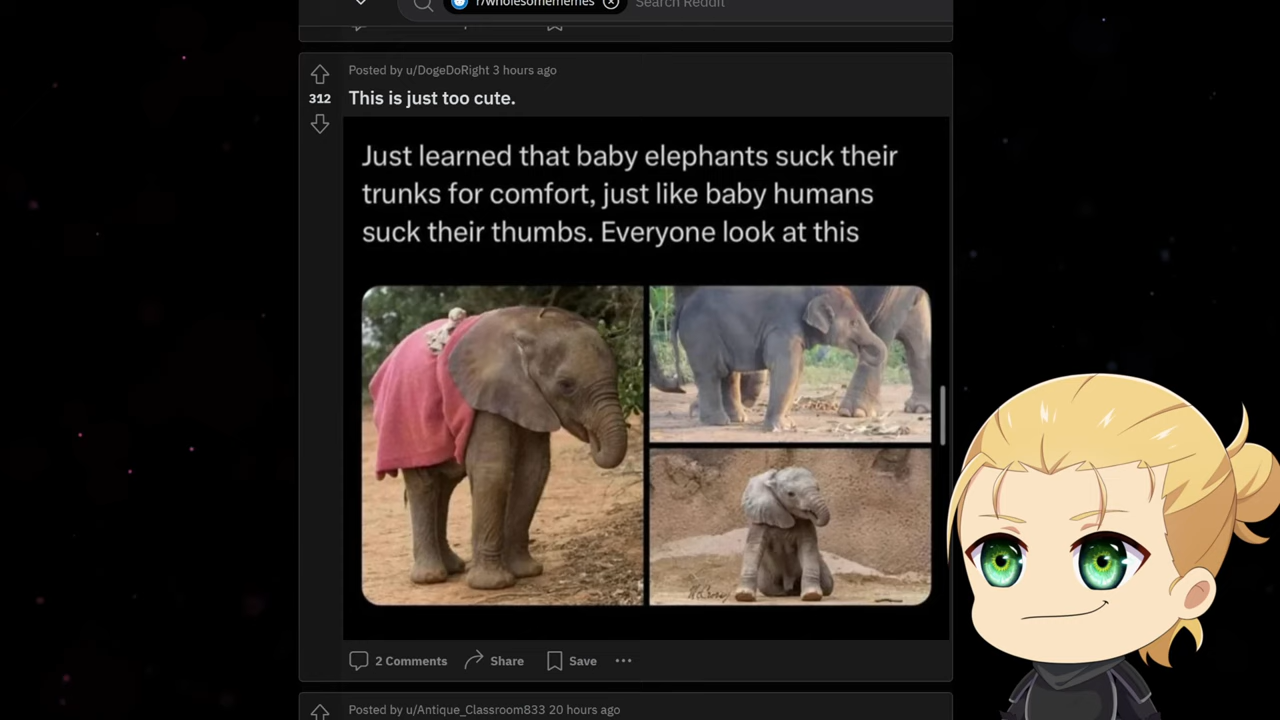 r/wholesomememes
Search Reddit
Posted by u/DogeDoRight 3 hours ago
312
This is just too cute.
Just learned that baby elephants suck their
trunks for comfort, just like baby humans
suck their thumbs. Everyone look at this
2 Comments
Share
Save
Posted by u/Antique_Classroom833 20 hours ago